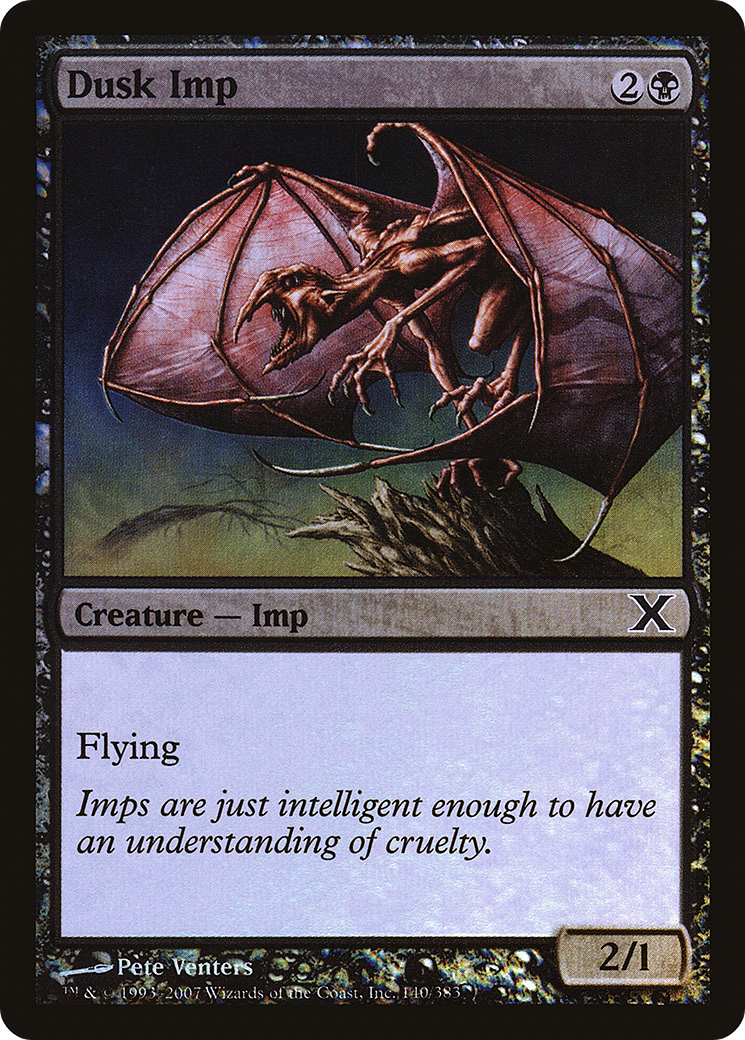 Dusk Imp 2
Creature — Imp X
Flying
Imps are just intelligent enough to have
an understanding of cruelty.
2/1
Pete Venters
™ & © 1993–2007 Wizards of the Coast, Inc. 140/383